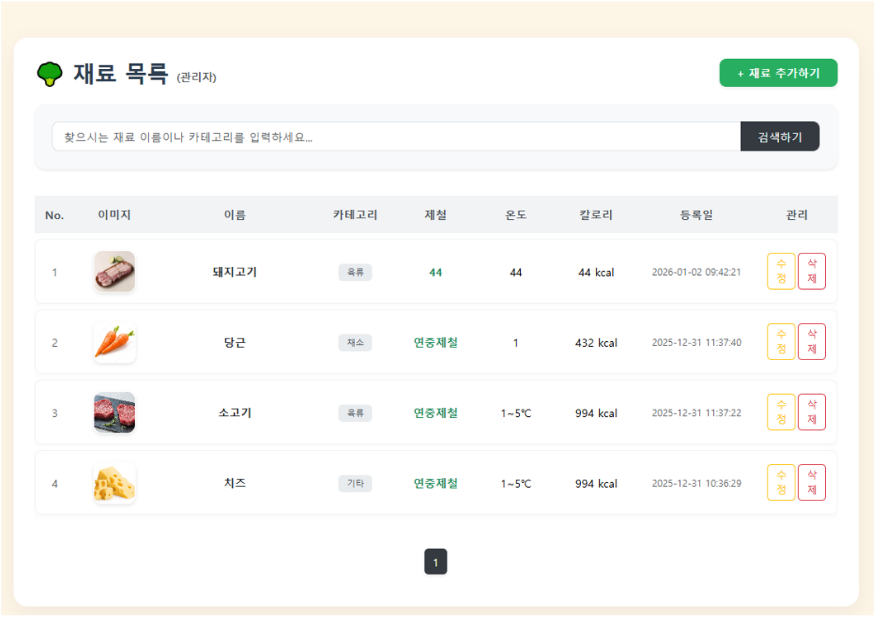 재료 목록 (관리자)
+ 재료 추가하기
찾으시는 재료 이름이나 카테고리를 입력하세요...
검색하기
No. 이미지 이름 카테고리 제철 온도 칼로리 등록일 관리
1 돼지고기 육류 44 44 44 kcal 2026-01-02 09:42:21 수정 삭제
2 당근 채소 연중제철 1 432 kcal 2025-12-31 11:37:40 수정 삭제
3 소고기 육류 연중제철 1~5℃ 994 kcal 2025-12-31 11:37:22 수정 삭제
4 치즈 기타 연중제철 1~5℃ 994 kcal 2025-12-31 10:36:29 수정 삭제
1